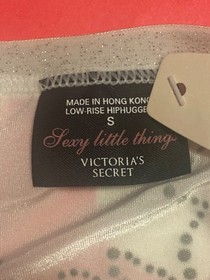 MADE IN HONG KONG
LOW-RISE HIPHUGGER
S
Sexy little things
VICTORIA'S
SECRET